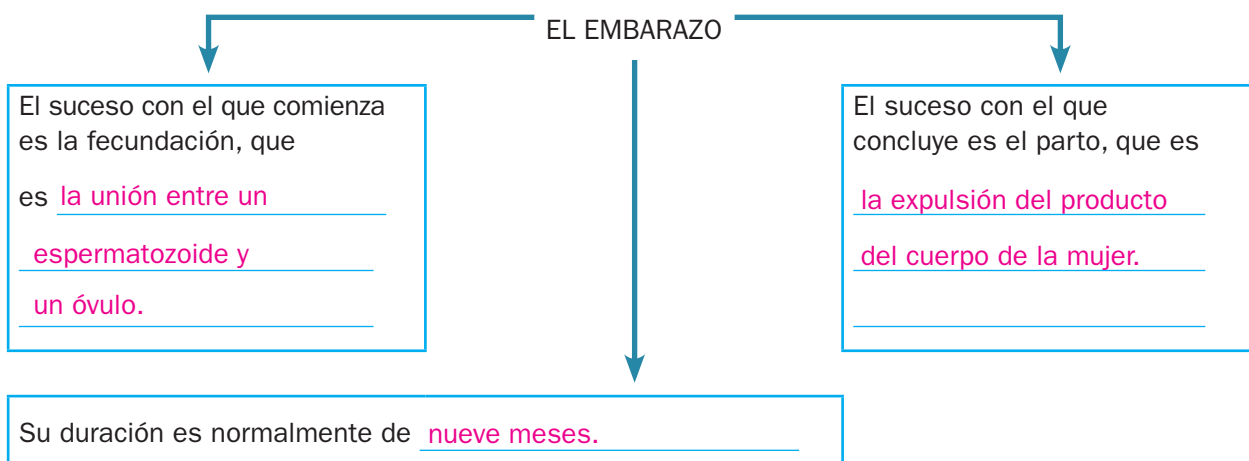 EL EMBARAZO
El suceso con el que comienza
es la fecundación, que
es la unión entre un
espermatozoide y
un óvulo.
El suceso con el que
concluye es el parto, que es
la expulsión del producto
del cuerpo de la mujer.
Su duración es normalmente de nueve meses.